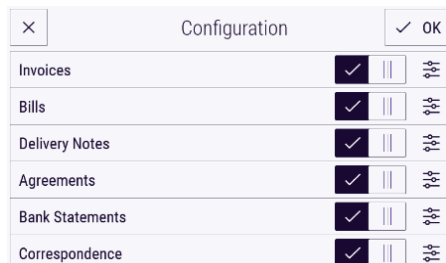 Configuration
OK
Invoices
Bills
Delivery Notes
Agreements
Bank Statements
Correspondence